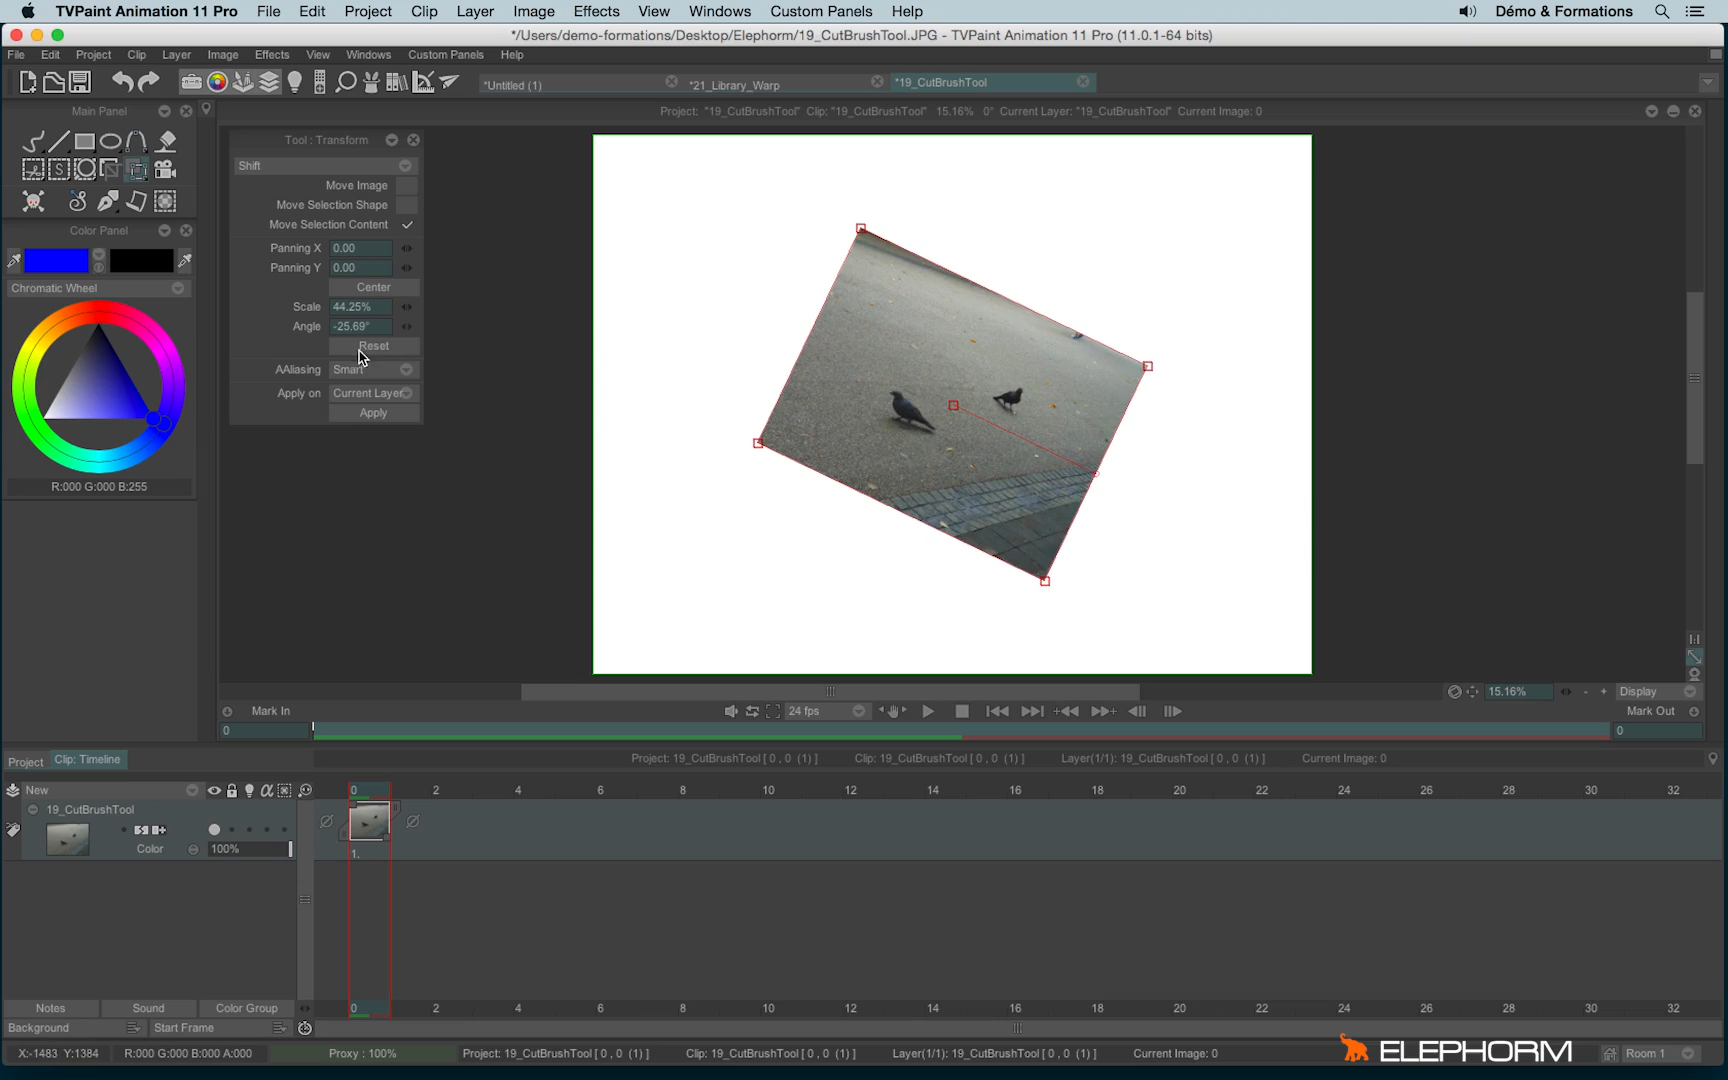 TVPaint Animation 11 Pro File Edit Project Clip Layer Image Effects View Windows Custom Panels Help Démo & Formations
*/Users/demo-formations/Desktop/Elephorm/19_CutBrushTool.JPG - TVPaint Animation 11 Pro (11.0.1-64 bits)
File Edit Project Clip Layer Image Effects View Windows Custom Panels Help
*Untitled (1) *21_Library_Warp *19_CutBrushTool
Main Panel
Project: "19_CutBrushTool" Clip: "19_CutBrushTool" 15.16% 0° Current Layer: "19_CutBrushTool" Current Image: 0
Tool : Transform
Shift
Move Image
Move Selection Shape
Move Selection Content
Panning X 0.00
Panning Y 0.00
Center
Scale 44.25%
Angle -25.69°
Reset
AAliasing Smart
Apply on Current Layer
Apply
Color Panel
Chromatic Wheel
R:000 G:000 B:255
15.16% - + Display
Mark In 24 fps Mark Out
0 0
Project Clip: Timeline Project: 19_CutBrushTool [ 0 , 0 (1) ] Clip: 19_CutBrushTool [ 0 , 0 (1) ] Layer(1/1): 19_CutBrushTool [ 0 , 0 (1) ] Current Image: 0
New 0 2 4 6 8 10 12 14 16 18 20 22 24 26 28 30 32
19_CutBrushTool
Color 100%
1.
Notes Sound Color Group 0 2 4 6 8 10 12 14 16 18 20 22 24 26 28 30 32
Background Start Frame
X:-1483 Y:1384 R:000 G:000 B:000 A:000 Proxy : 100% Project: 19_CutBrushTool [ 0 , 0 (1) ] Clip: 19_CutBrushTool [ 0 , 0 (1) ] Layer(1/1): 19_CutBrushTool [ 0 , 0 (1) ] Current Image: 0 ELEPHORM Room 1